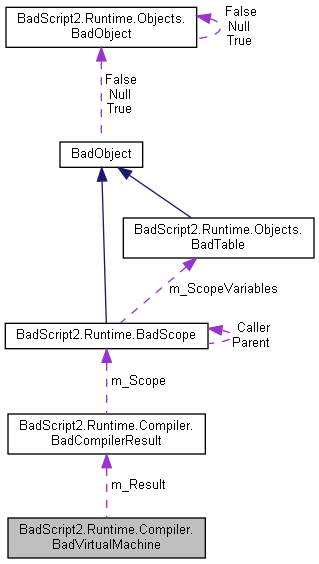 BadScript2.Runtime.Objects.
BadObject
False
Null
True
False
Null
True
BadObject
BadScript2.Runtime.Objects.
BadTable
m_ScopeVariables
BadScript2.Runtime.BadScope
Caller
Parent
m_Scope
BadScript2.Runtime.Compiler.
BadCompilerResult
m_Result
BadScript2.Runtime.Compiler.
BadVirtualMachine